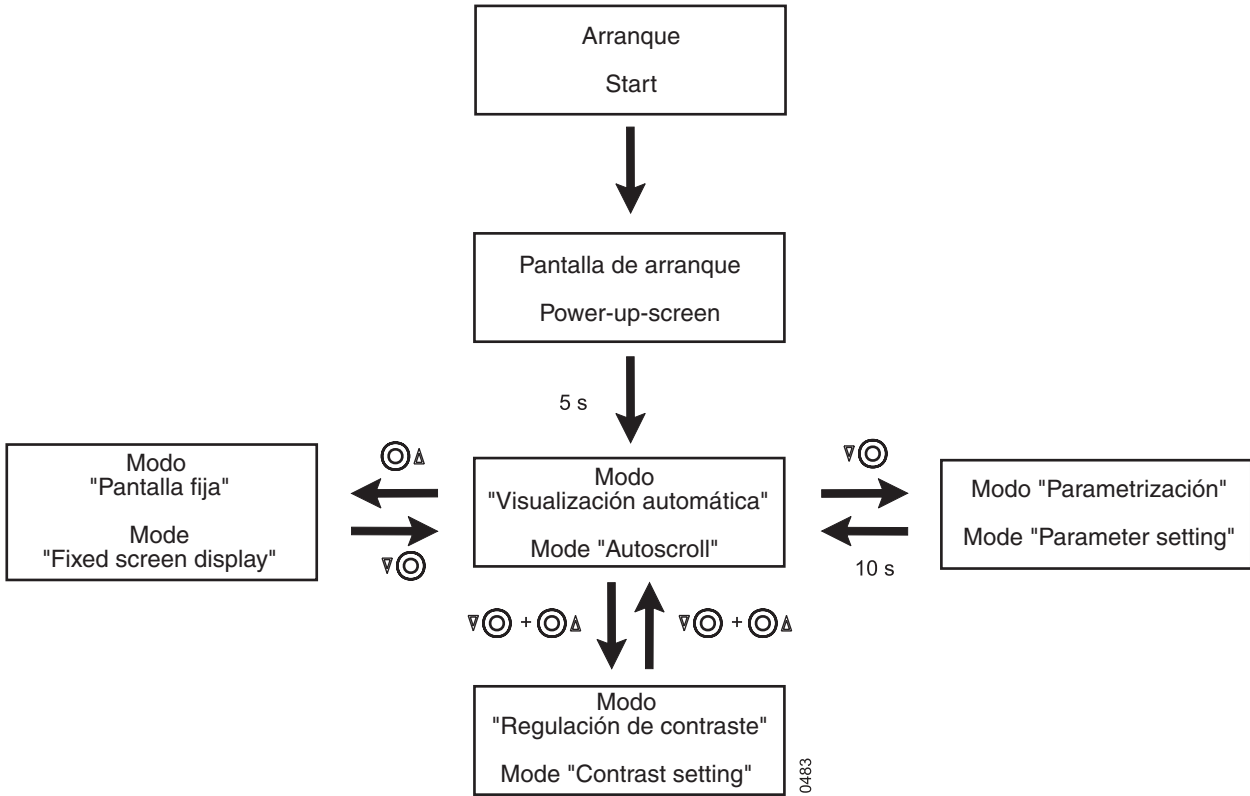 Arranque
Start
Pantalla de arranque
Power-up-screen
5 s
Modo
"Pantalla fija"
Mode
"Fixed screen display"
Modo
"Visualización automática"
Mode "Autoscroll"
Modo "Parametrización"
Mode "Parameter setting"
10 s
+
+
Modo
"Regulación de contraste"
Mode "Contrast setting"
0483